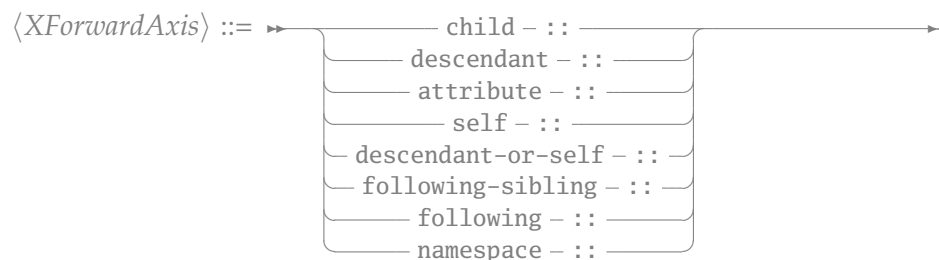 ⟨XForwardAxis⟩ ::= child – ::
descendant – ::
attribute – ::
self – ::
descendant-or-self – ::
following-sibling – ::
following – ::
namespace – ::